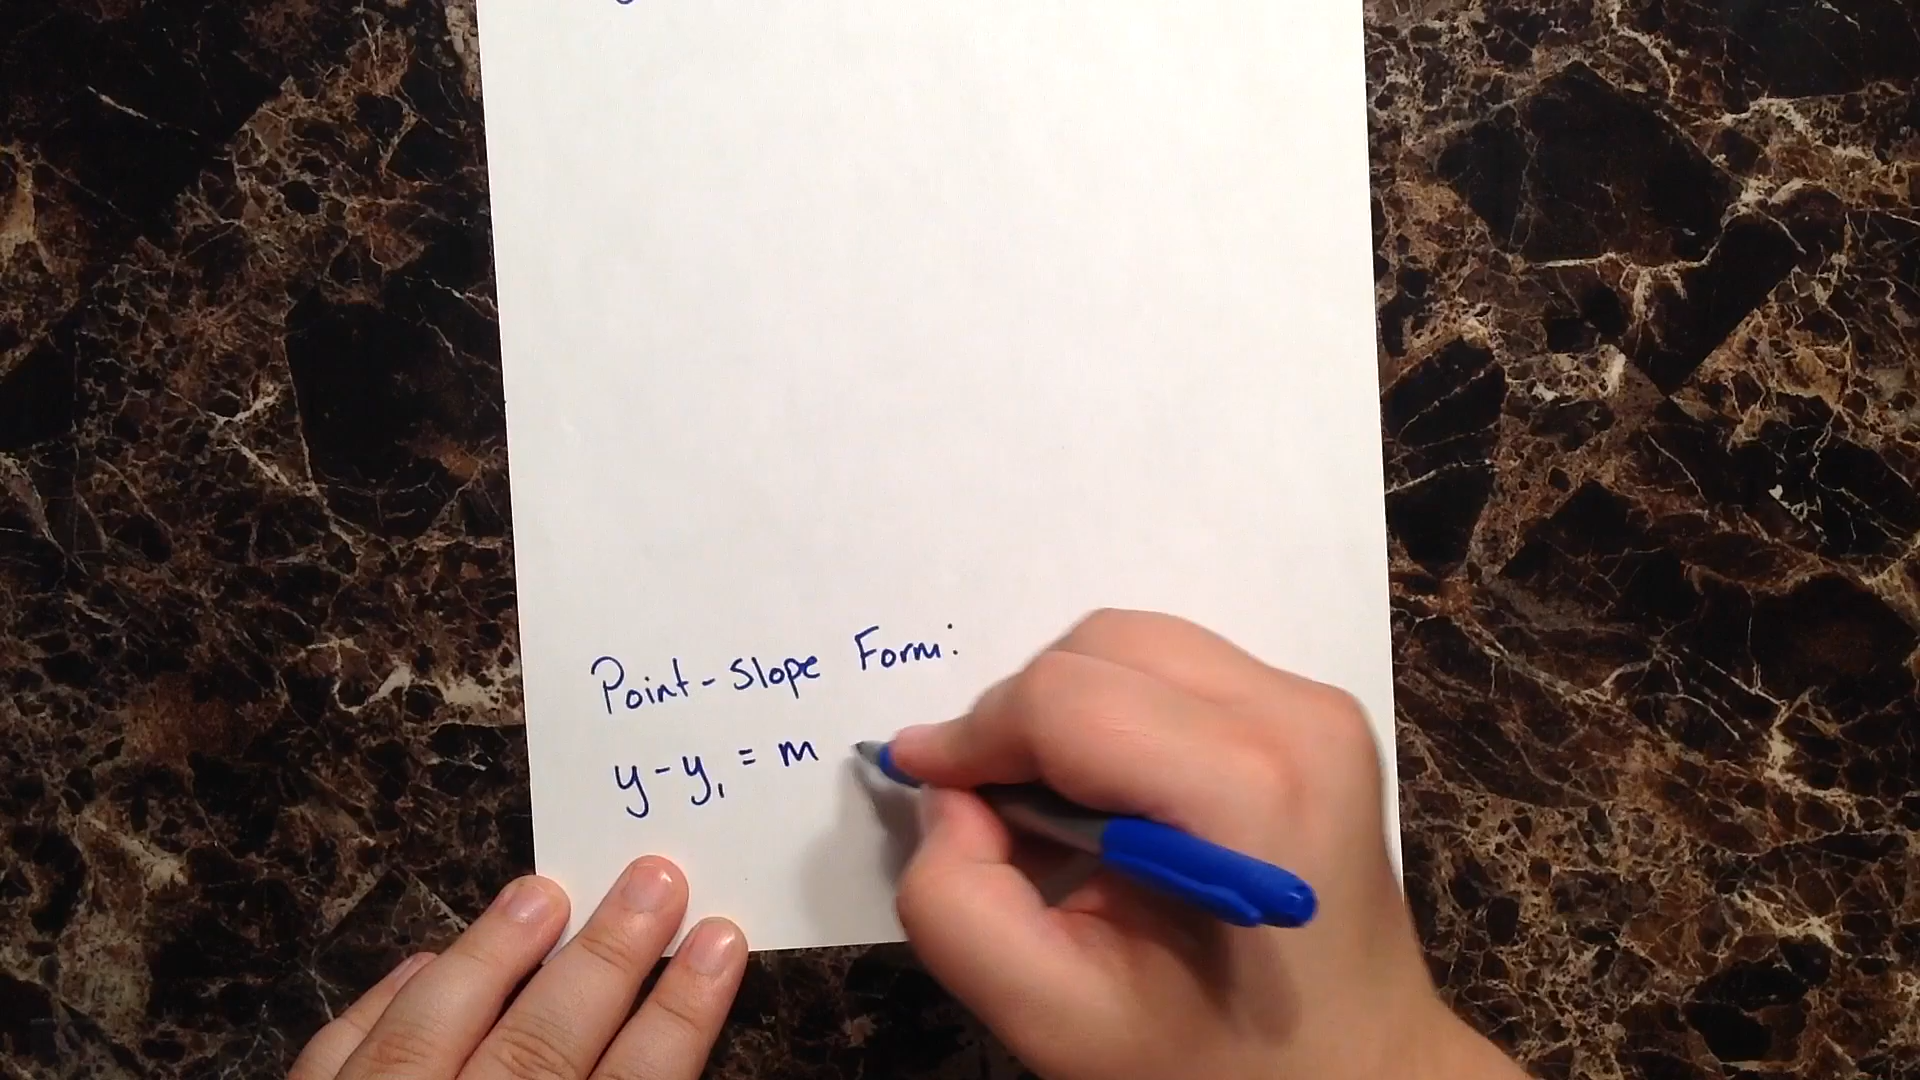 Point-Slope Form:
y-y₁ = m